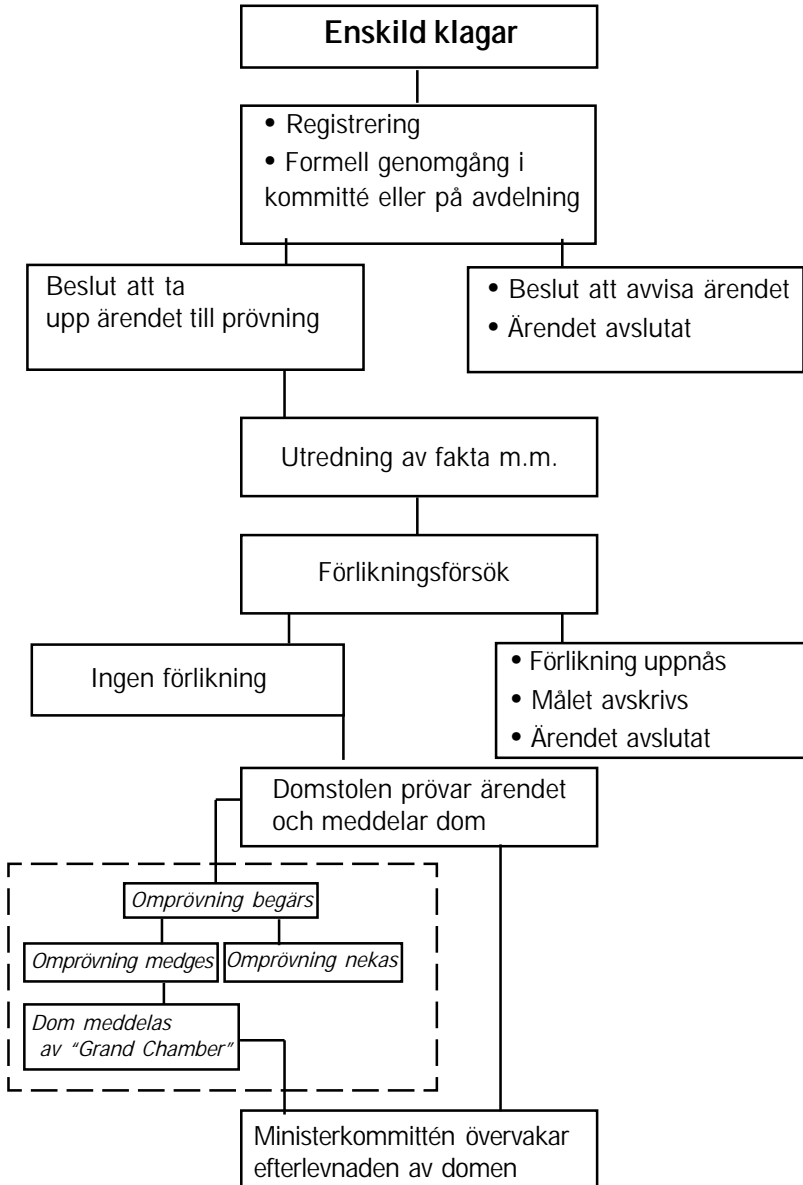 Enskild klagar
• Registrering
• Formell genomgång i
kommitté eller på avdelning
Beslut att ta
upp ärendet till prövning
• Beslut att avvisa ärendet
• Ärendet avslutat
Utredning av fakta m.m.
Förlikningsförsök
Ingen förlikning
• Förlikning uppnås
• Målet avskrivs
• Ärendet avslutat
Domstolen prövar ärendet
och meddelar dom
Omprövning begärs
Omprövning medges
Omprövning nekas
Dom meddelas
av “Grand Chamber”
Ministerkommittén övervakar
efterlevnaden av domen